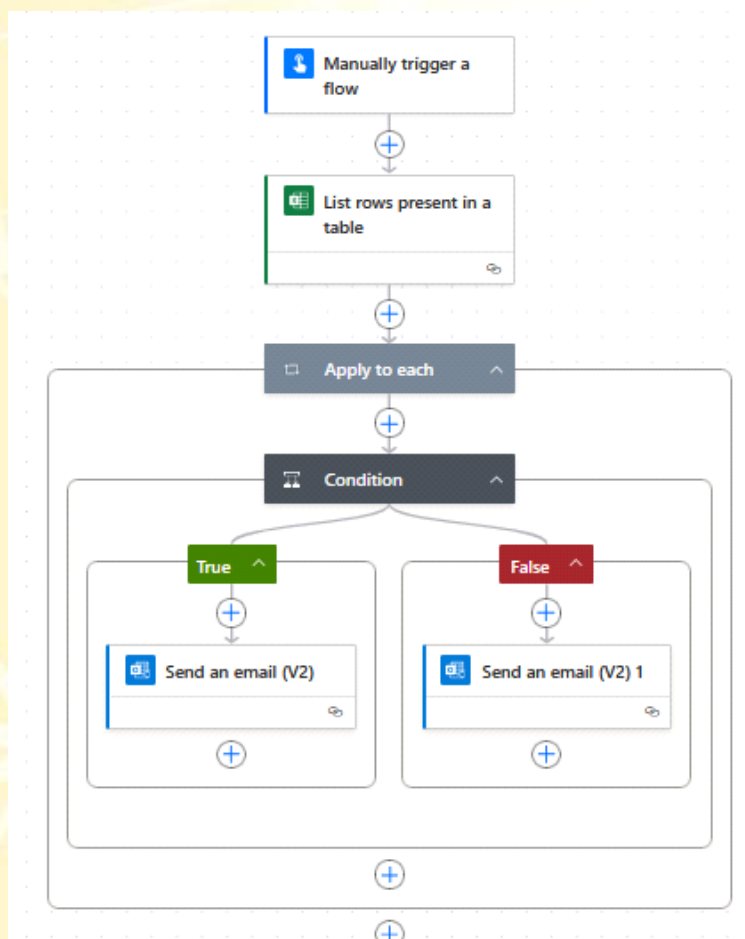 Manually trigger a
flow
List rows present in a
table
Apply to each
Condition
True
False
Send an email (V2)
Send an email (V2) 1